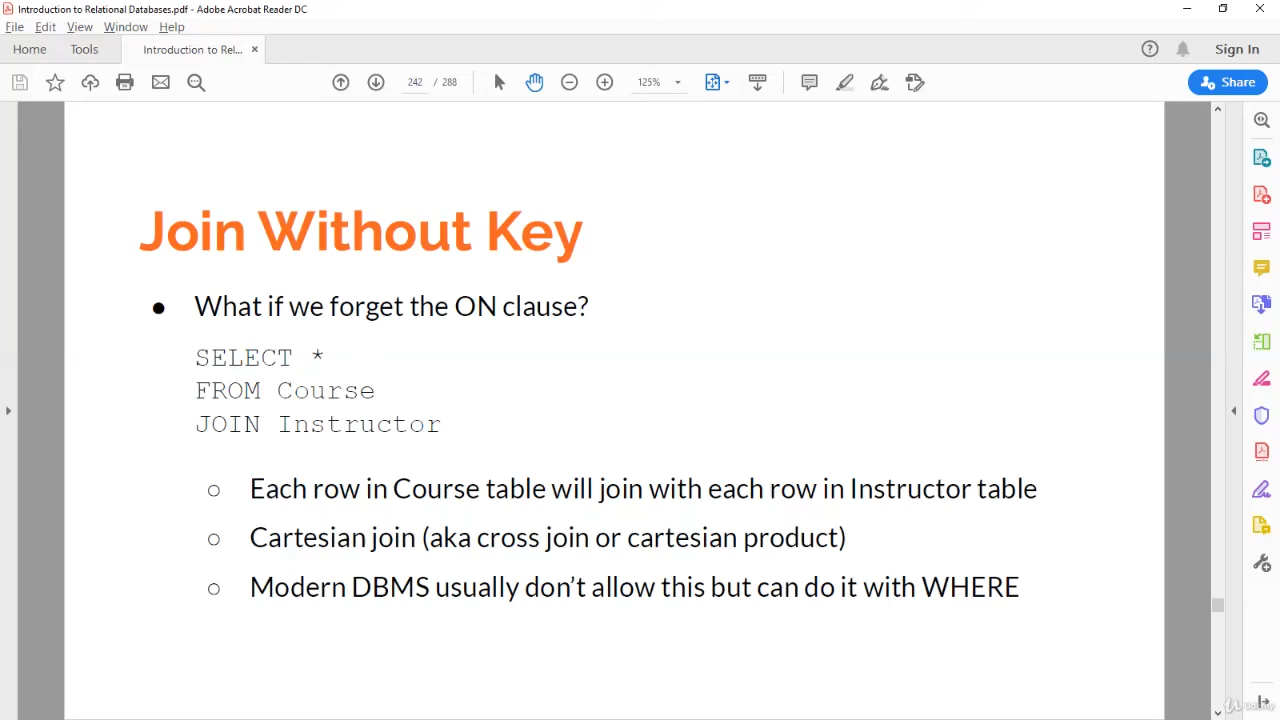 Introduction to Relational Databases.pdf - Adobe Acrobat Reader DC
File Edit View Window Help
Home Tools Introduction to Rel... × Sign In
242 / 288 125% Share
Join Without Key
● What if we forget the ON clause?
SELECT *
FROM Course
JOIN Instructor
○ Each row in Course table will join with each row in Instructor table
○ Cartesian join (aka cross join or cartesian product)
○ Modern DBMS usually don't allow this but can do it with WHERE
Udemy